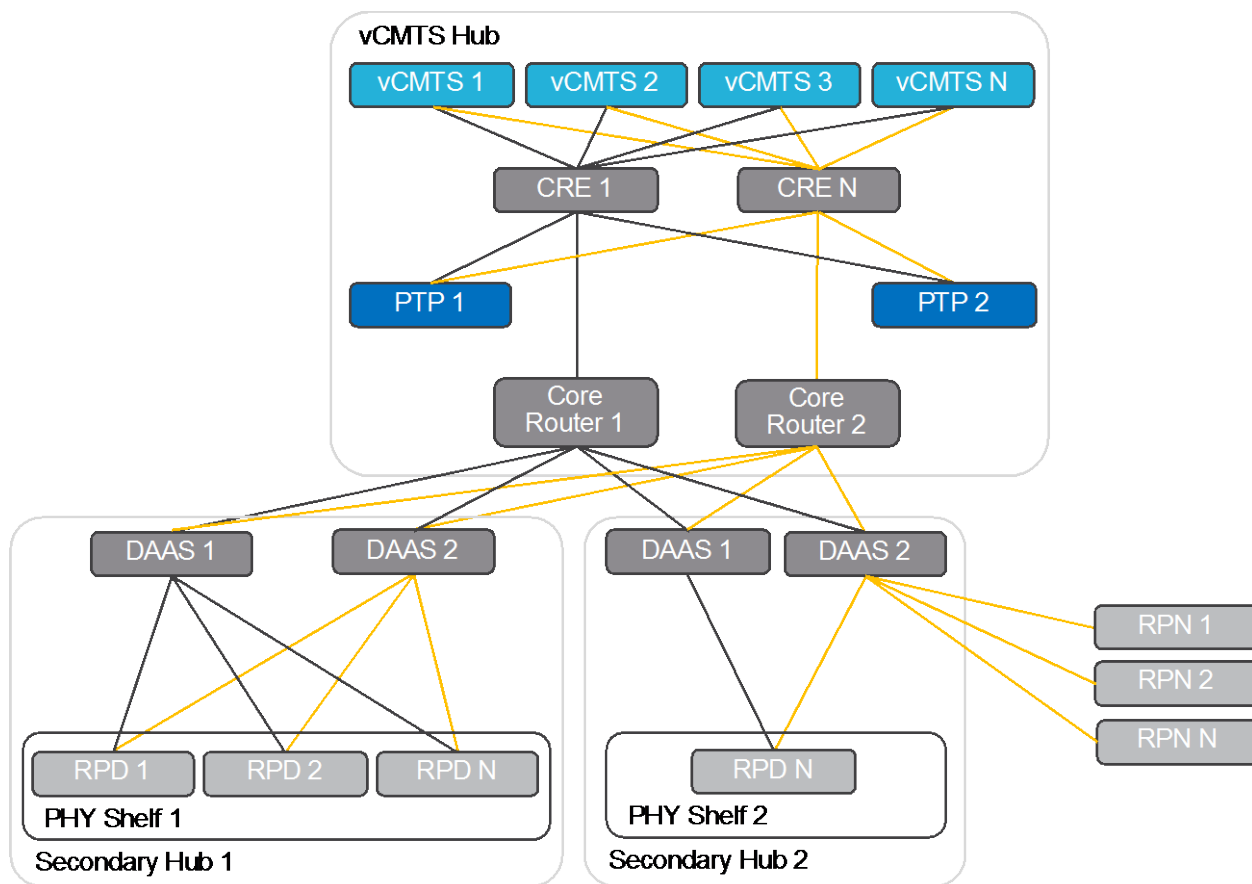 vCMTS Hub
vCMTS 1
vCMTS 2
vCMTS 3
vCMTS N
CRE 1
CRE N
PTP 1
PTP 2
Core
Router 1
Core
Router 2
DAAS 1
DAAS 2
DAAS 1
DAAS 2
RPN 1
RPN 2
RPN N
RPD 1
RPD 2
RPD N
PHY Shelf 1
Secondary Hub 1
RPD N
PHY Shelf 2
Secondary Hub 2